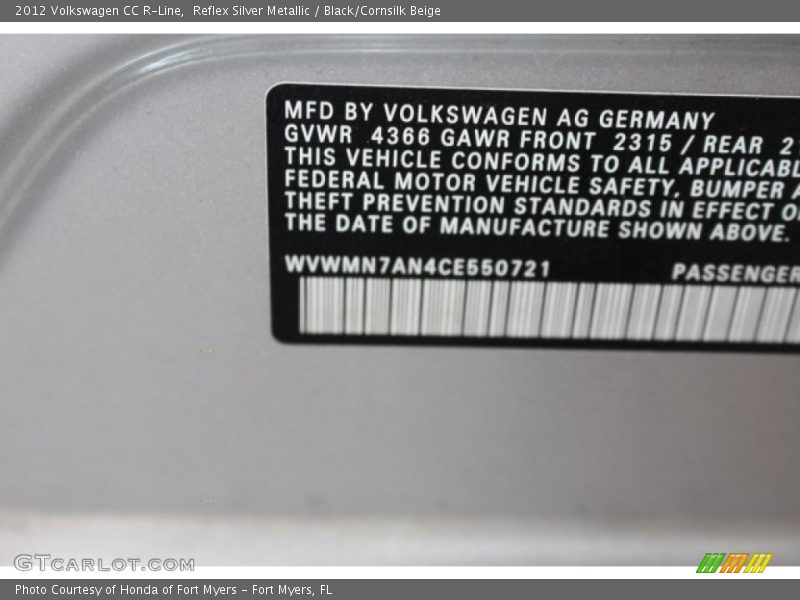 2012 Volkswagen CC R-Line,  Reflex Silver Metallic / Black/Cornsilk Beige
MFD BY VOLKSWAGEN AG GERMANY
GVWR 4366 GAWR FRONT 2315 / REAR 2
THIS VEHICLE CONFORMS TO ALL APPLICABL
FEDERAL MOTOR VEHICLE SAFETY, BUMPER A
THEFT PREVENTION STANDARDS IN EFFECT O
THE DATE OF MANUFACTURE SHOWN ABOVE.
WVWMN7AN4CE550721 PASSENGER
GTCARLOT.COM
Photo Courtesy of Honda of Fort Myers - Fort Myers, FL